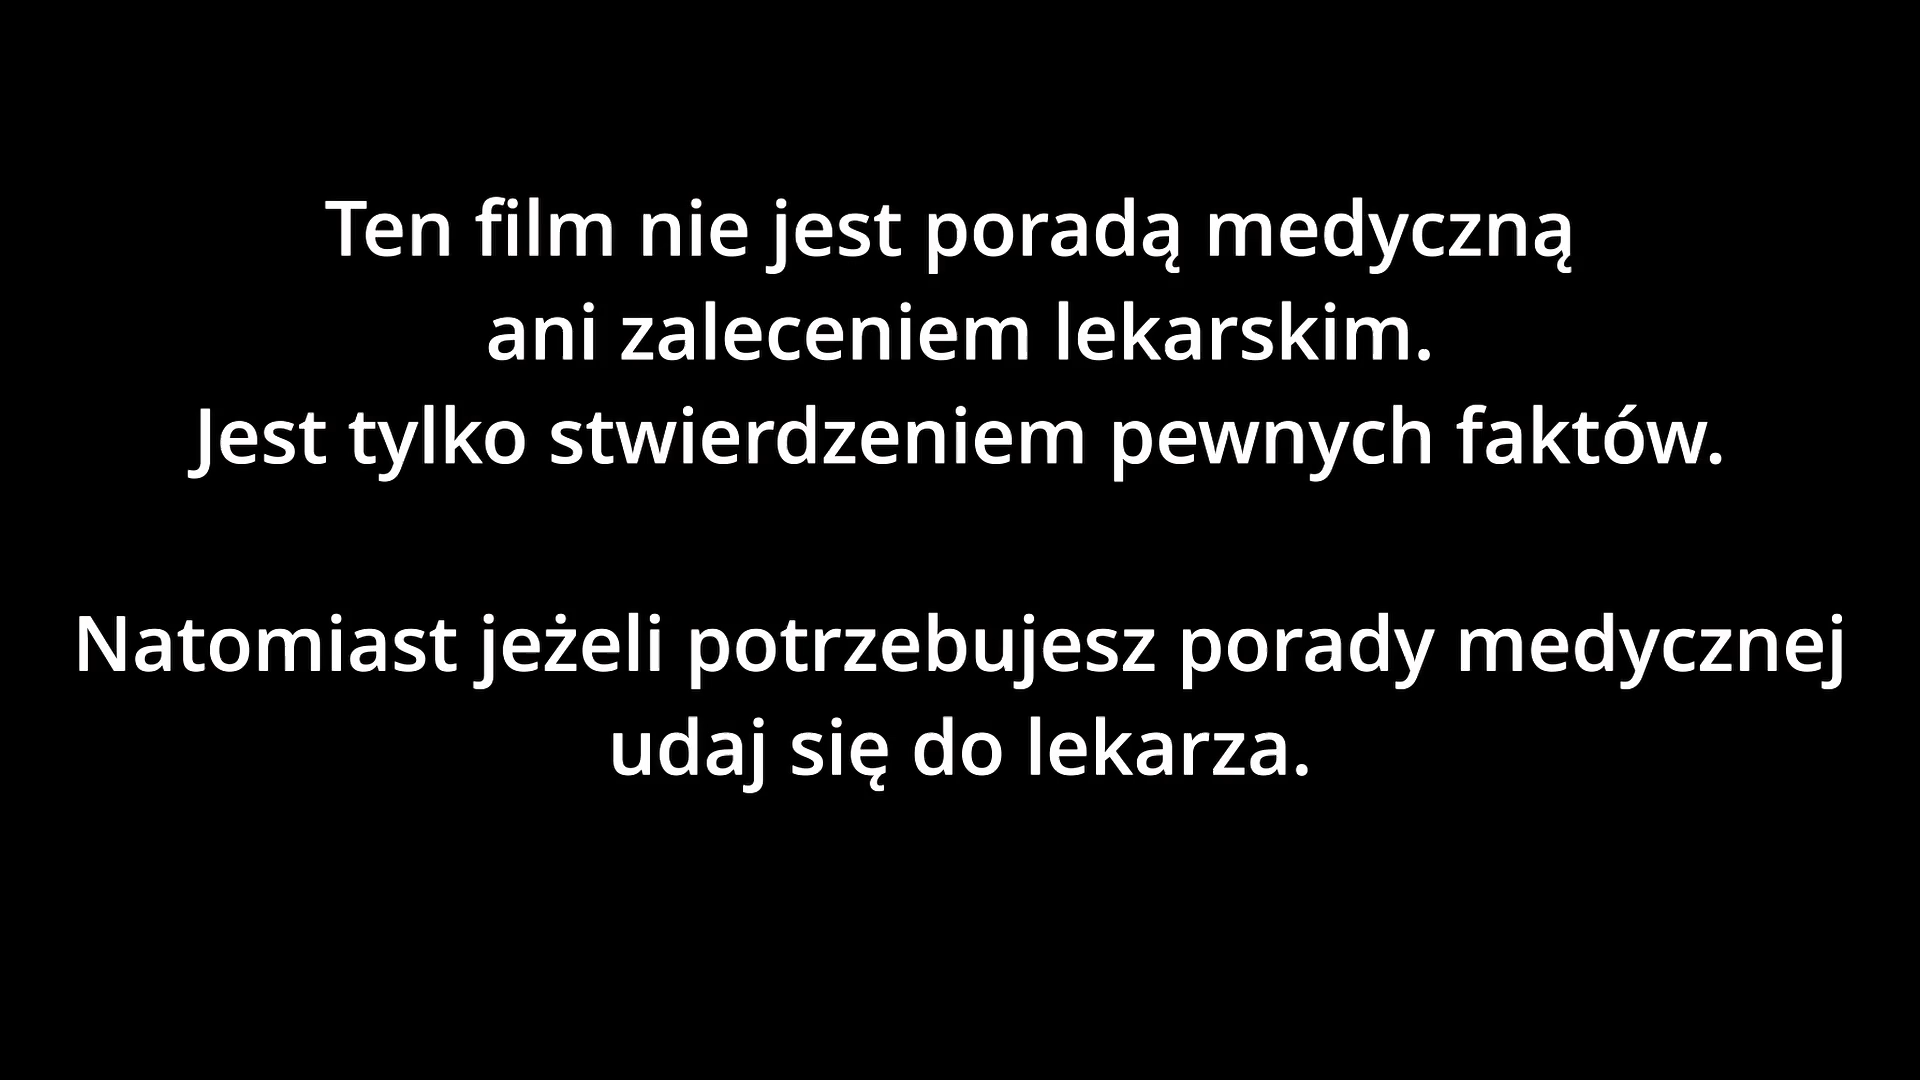 Ten film nie jest poradą medyczną
ani zaleceniem lekarskim.
Jest tylko stwierdzeniem pewnych faktów.
Natomiast jeżeli potrzebujesz porady medycznej
udaj się do lekarza.